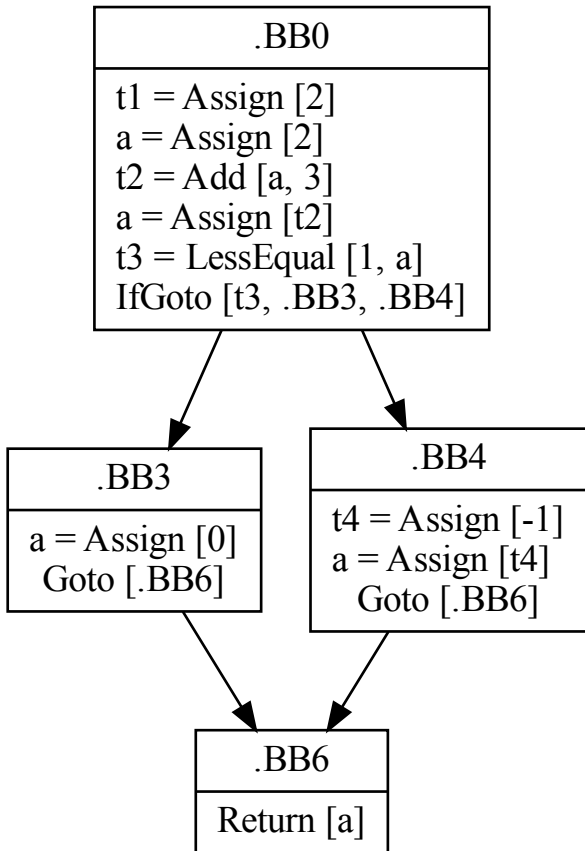 .BB0
t1 = Assign [2]
a = Assign [2]
t2 = Add [a, 3]
a = Assign [t2]
t3 = LessEqual [1, a]
IfGoto [t3, .BB3, .BB4]
.BB3
a = Assign [0]
Goto [.BB6]
.BB4
t4 = Assign [-1]
a = Assign [t4]
Goto [.BB6]
.BB6
Return [a]